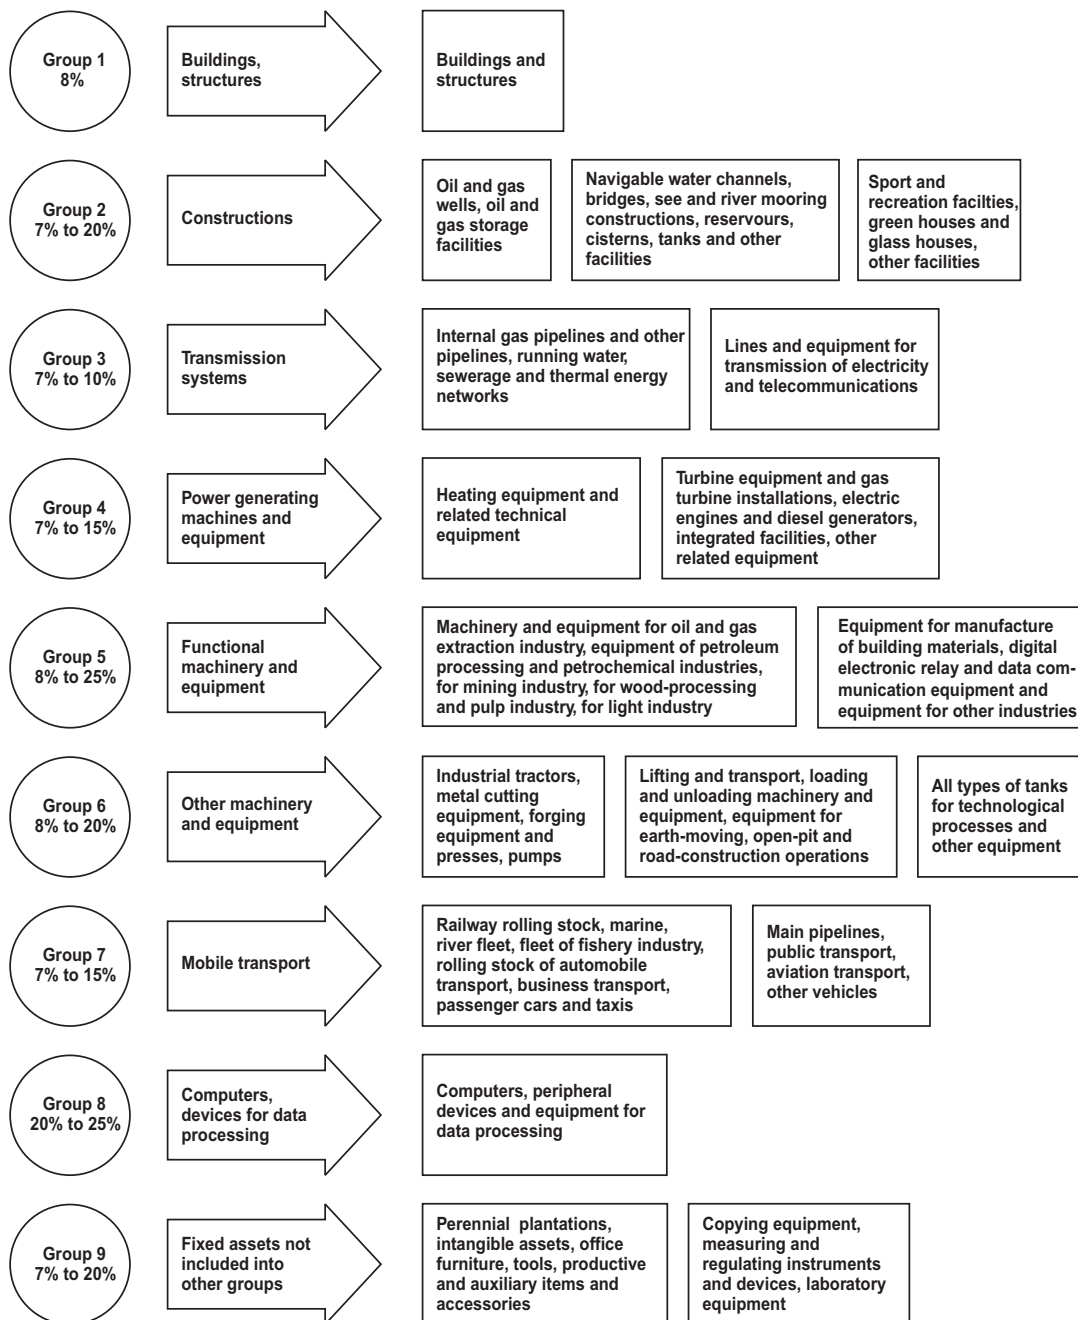 Group 1
8%
Buildings,
structures
Buildings and
structures
Group 2
7% to 20%
Constructions
Oil and gas
wells, oil and
gas storage
facilities
Navigable water channels,
bridges, see and river mooring
constructions, reservours,
cisterns, tanks and other
facilities
Sport and
recreation facilties,
green houses and
glass houses,
other facilities
Group 3
7% to 10%
Transmission
systems
Internal gas pipelines and other
pipelines, running water,
sewerage and thermal energy
networks
Lines and equipment for
transmission of electricity
and telecommunications
Group 4
7% to 15%
Power generating
machines and
equipment
Heating equipment and
related technical
equipment
Turbine equipment and gas
turbine installations, electric
engines and diesel generators,
integrated facilities, other
related equipment
Group 5
8% to 25%
Functional
machinery and
equipment
Machinery and equipment for oil and gas
extraction industry, equipment of petroleum
processing and petrochemical industries,
for mining industry, for wood-processing
and pulp industry, for light industry
Equipment for manufacture
of building materials, digital
electronic relay and data com-
munication equipment and
equipment for other industries
Group 6
8% to 20%
Other machinery
and equipment
Industrial tractors,
metal cutting
equipment, forging
equipment and
presses, pumps
Lifting and transport, loading
and unloading machinery and
equipment, equipment for
earth-moving, open-pit and
road-construction operations
All types of tanks
for technological
processes and
other equipment
Group 7
7% to 15%
Mobile transport
Railway rolling stock, marine,
river fleet, fleet of fishery industry,
rolling stock of automobile
transport, business transport,
passenger cars and taxis
Main pipelines,
public transport,
aviation transport,
other vehicles
Group 8
20% to 25%
Computers,
devices for data
processing
Computers, peripheral
devices and equipment for
data processing
Group 9
7% to 20%
Fixed assets not
included into
other groups
Perennial plantations,
intangible assets, office
furniture, tools, productive
and auxiliary items and
accessories
Copying equipment,
measuring and
regulating instruments
and devices, laboratory
equipment